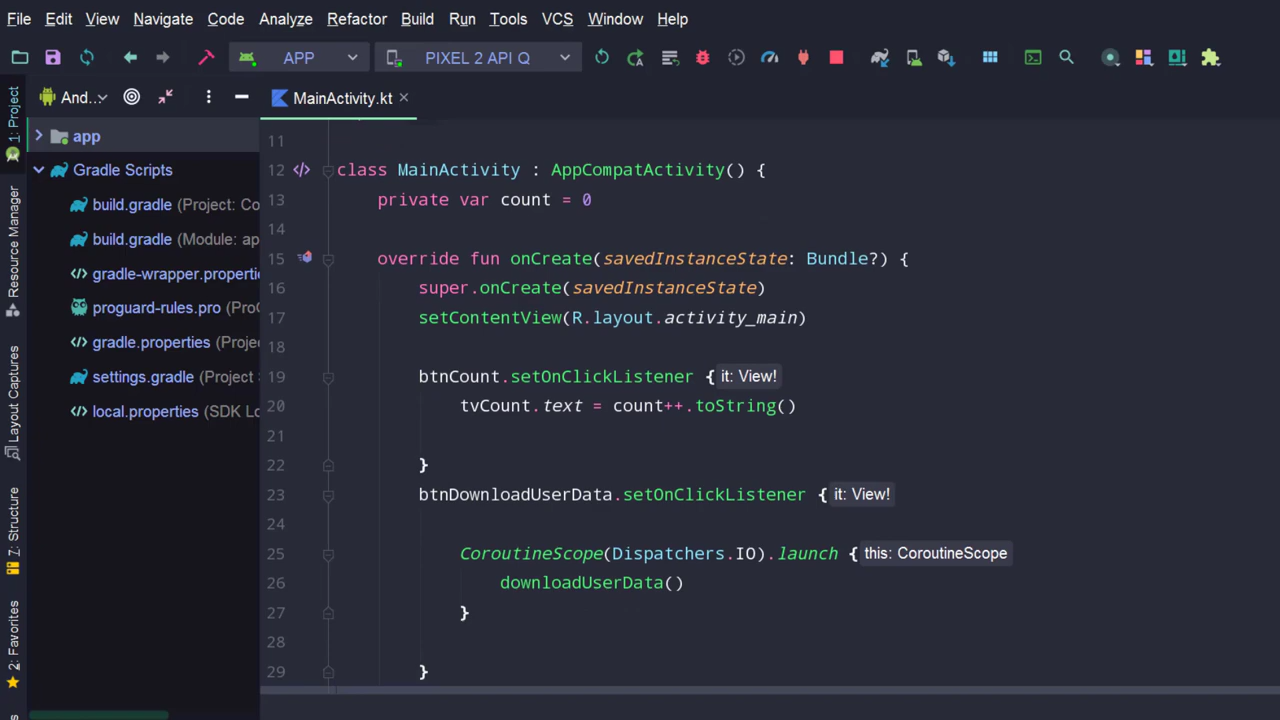 File Edit View Navigate Code Analyze Refactor Build Run Tools VCS Window Help
APP PIXEL 2 API Q
And... MainActivity.kt
1: Project
Resource Manager
Layout Captures
7: Structure
2: Favorites
app
Gradle Scripts
build.gradle (Project: Co
build.gradle (Module: ap
gradle-wrapper.properti
proguard-rules.pro (ProG
gradle.properties (Proje
settings.gradle (Project
local.properties (SDK Lo
11
12 class MainActivity : AppCompatActivity() {
13 private var count = 0
14
15 override fun onCreate(savedInstanceState: Bundle?) {
16 super.onCreate(savedInstanceState)
17 setContentView(R.layout.activity_main)
18
19 btnCount.setOnClickListener { it: View!
20 tvCount.text = count++.toString()
21
22 }
23 btnDownloadUserData.setOnClickListener { it: View!
24
25 CoroutineScope(Dispatchers.IO).launch { this: CoroutineScope
26 downloadUserData()
27 }
28
29 }